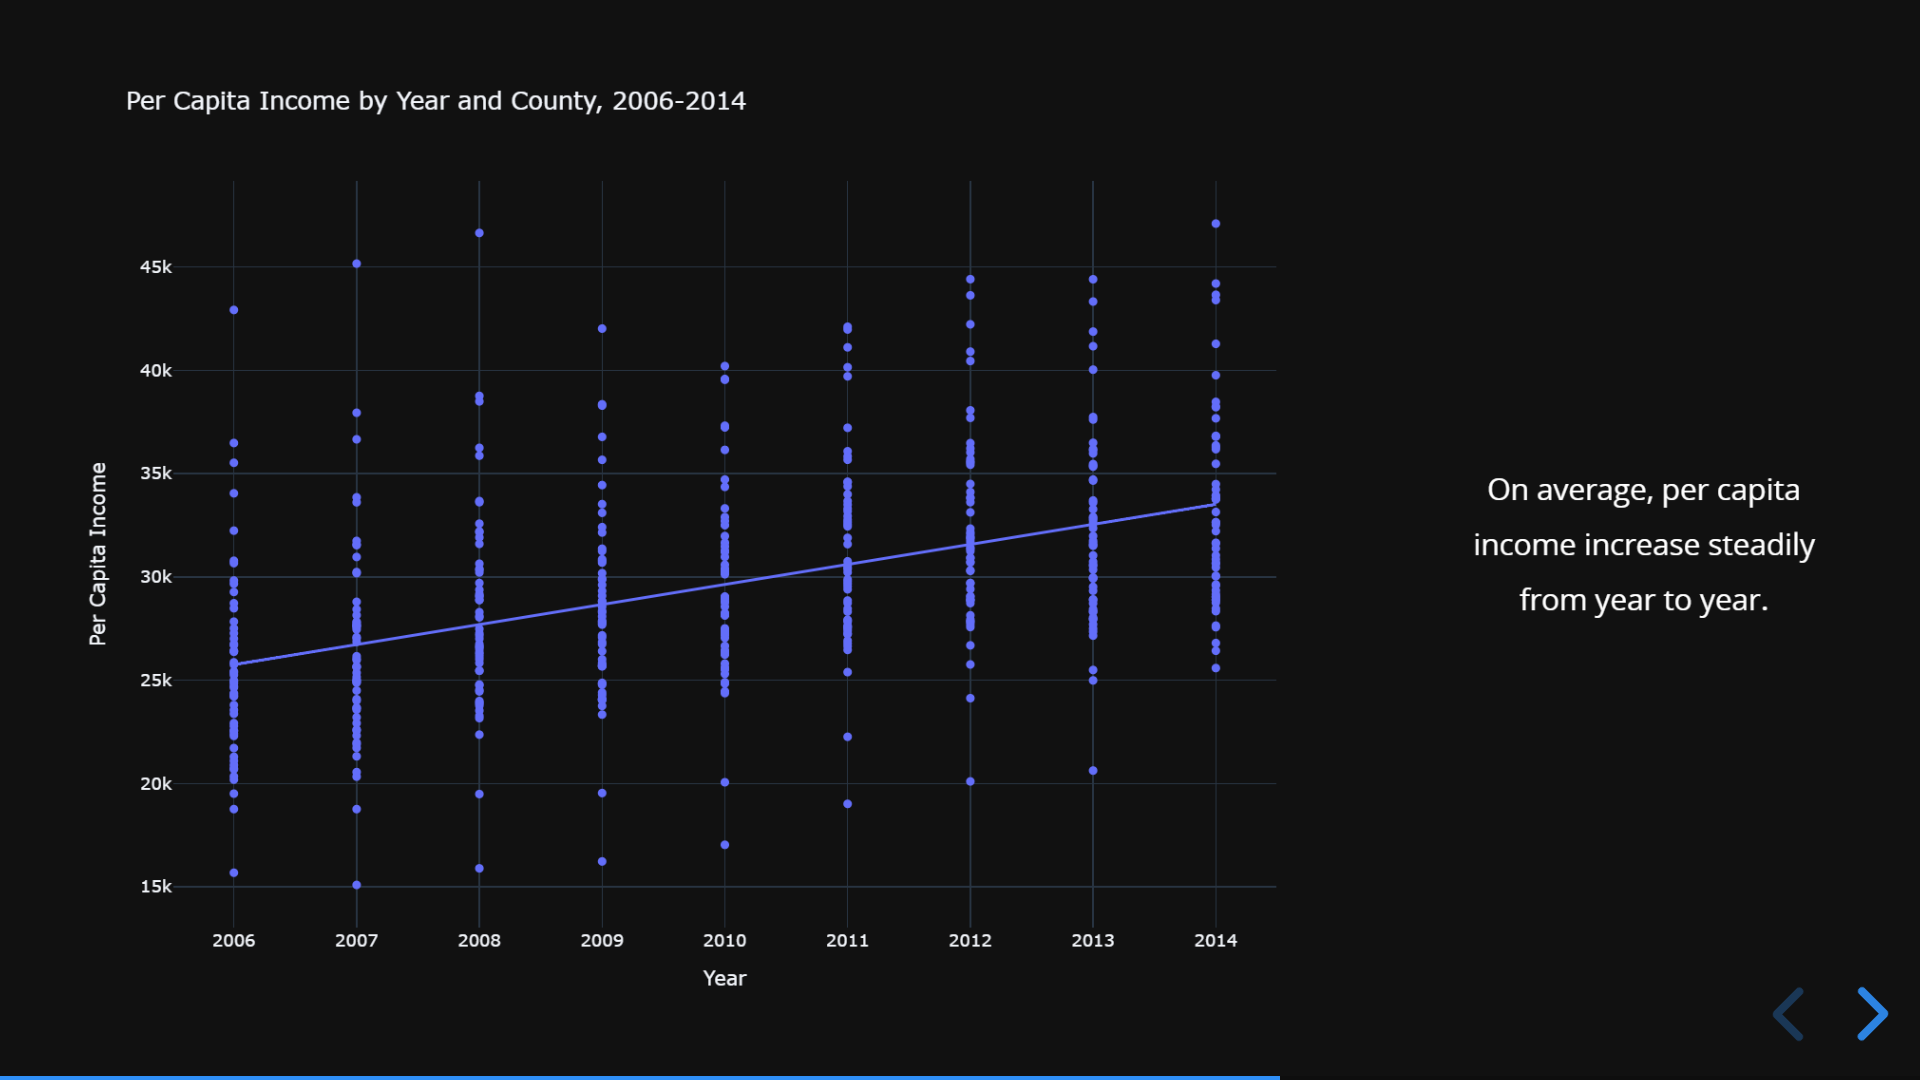 Per Capita Income by Year and County, 2006-2014
Per Capita Income
45k
40k
35k
30k
25k
20k
15k
2006 2007 2008 2009 2010 2011 2012 2013 2014
Year
On average, per capita
income increase steadily
from year to year.